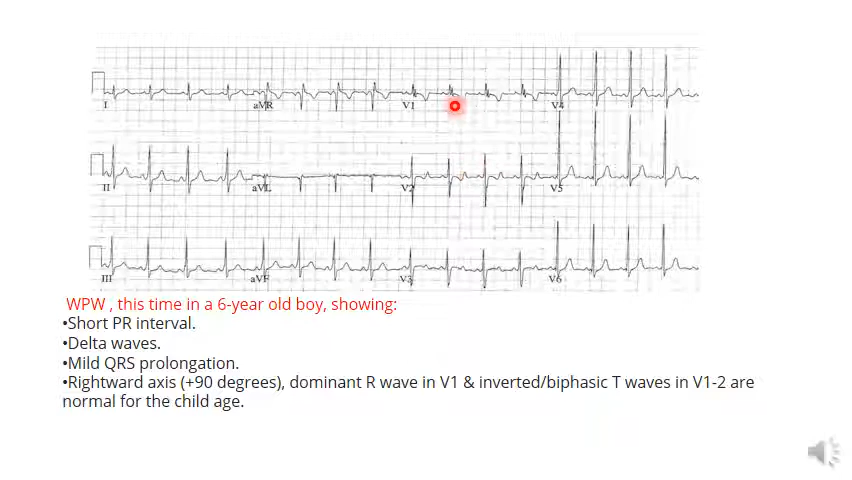 I aVR V1 V4
II aVL V2 V5
III aVF V3 V6
WPW , this time in a 6-year old boy, showing:
•Short PR interval.
•Delta waves.
•Mild QRS prolongation.
•Rightward axis (+90 degrees), dominant R wave in V1 & inverted/biphasic T waves in V1-2 are
normal for the child age.